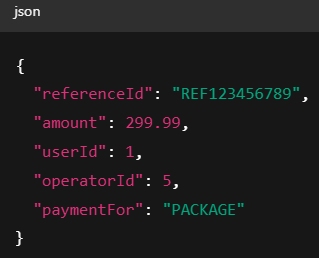 json
{
"referenceId": "REF123456789",
"amount": 299.99,
"userId": 1,
"operatorId": 5,
"paymentFor": "PACKAGE"
}